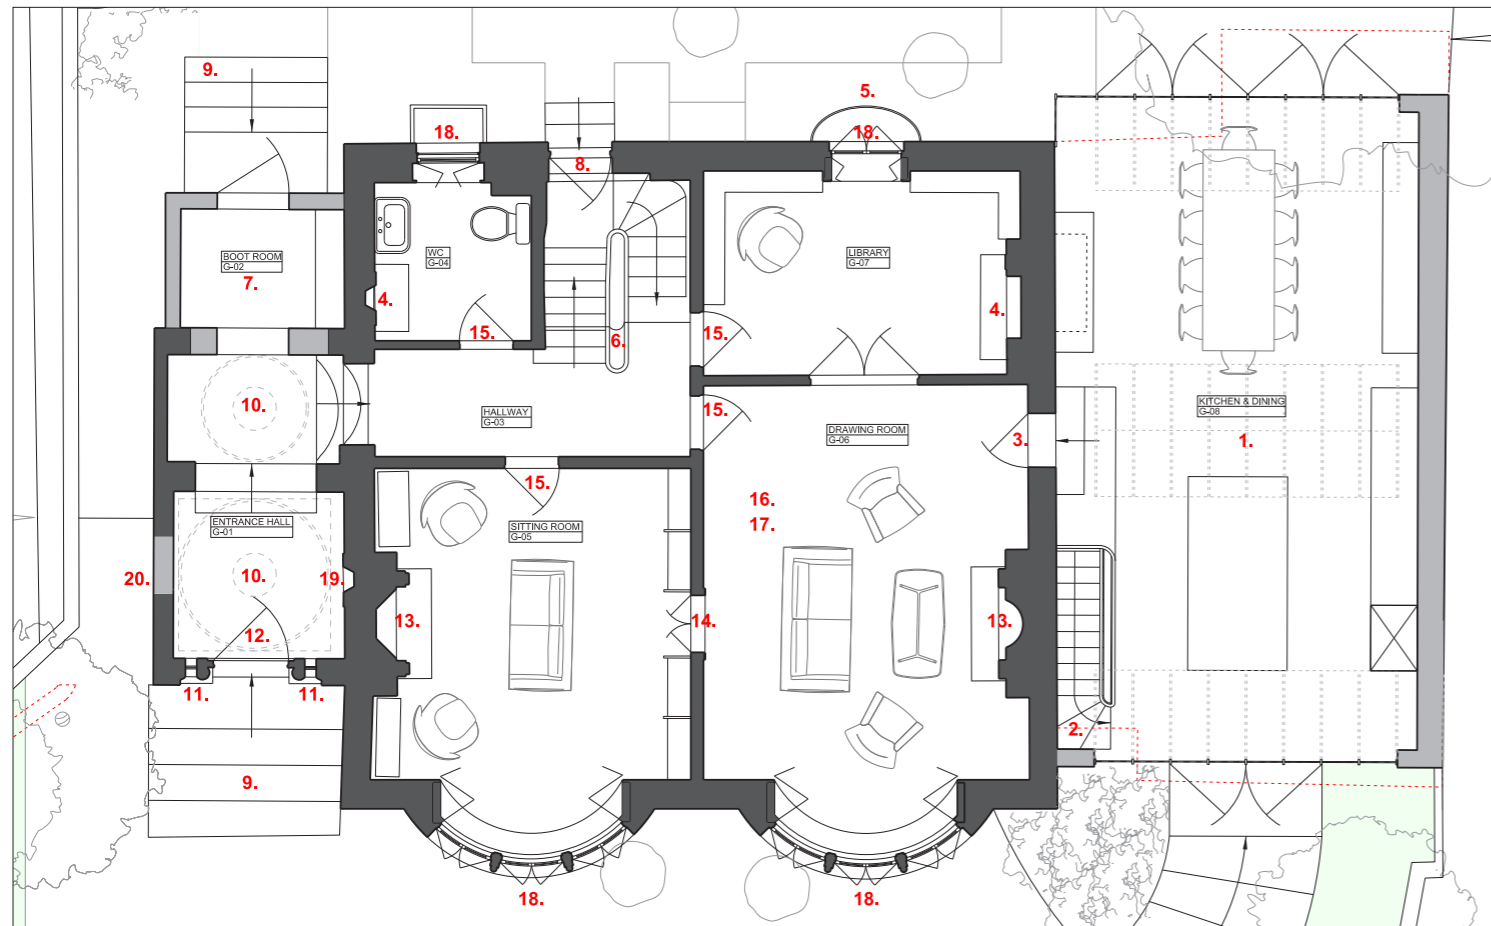 9.
5.
18.
18.
8.
BOOT ROOM
G-02
7.
WC
G-04
4.
LIBRARY
G-07
4.
15.
6.
15.
10.
HALLWAY
G-03
15.
DRAWING ROOM
G-06
3.
KITCHEN & DINING
G-08
1.
15.
16.
17.
ENTRANCE HALL
G-01
SITTING ROOM
G-05
20.
10.
19.
12.
13.
14.
13.
11.
11.
2.
9.
18.
18.